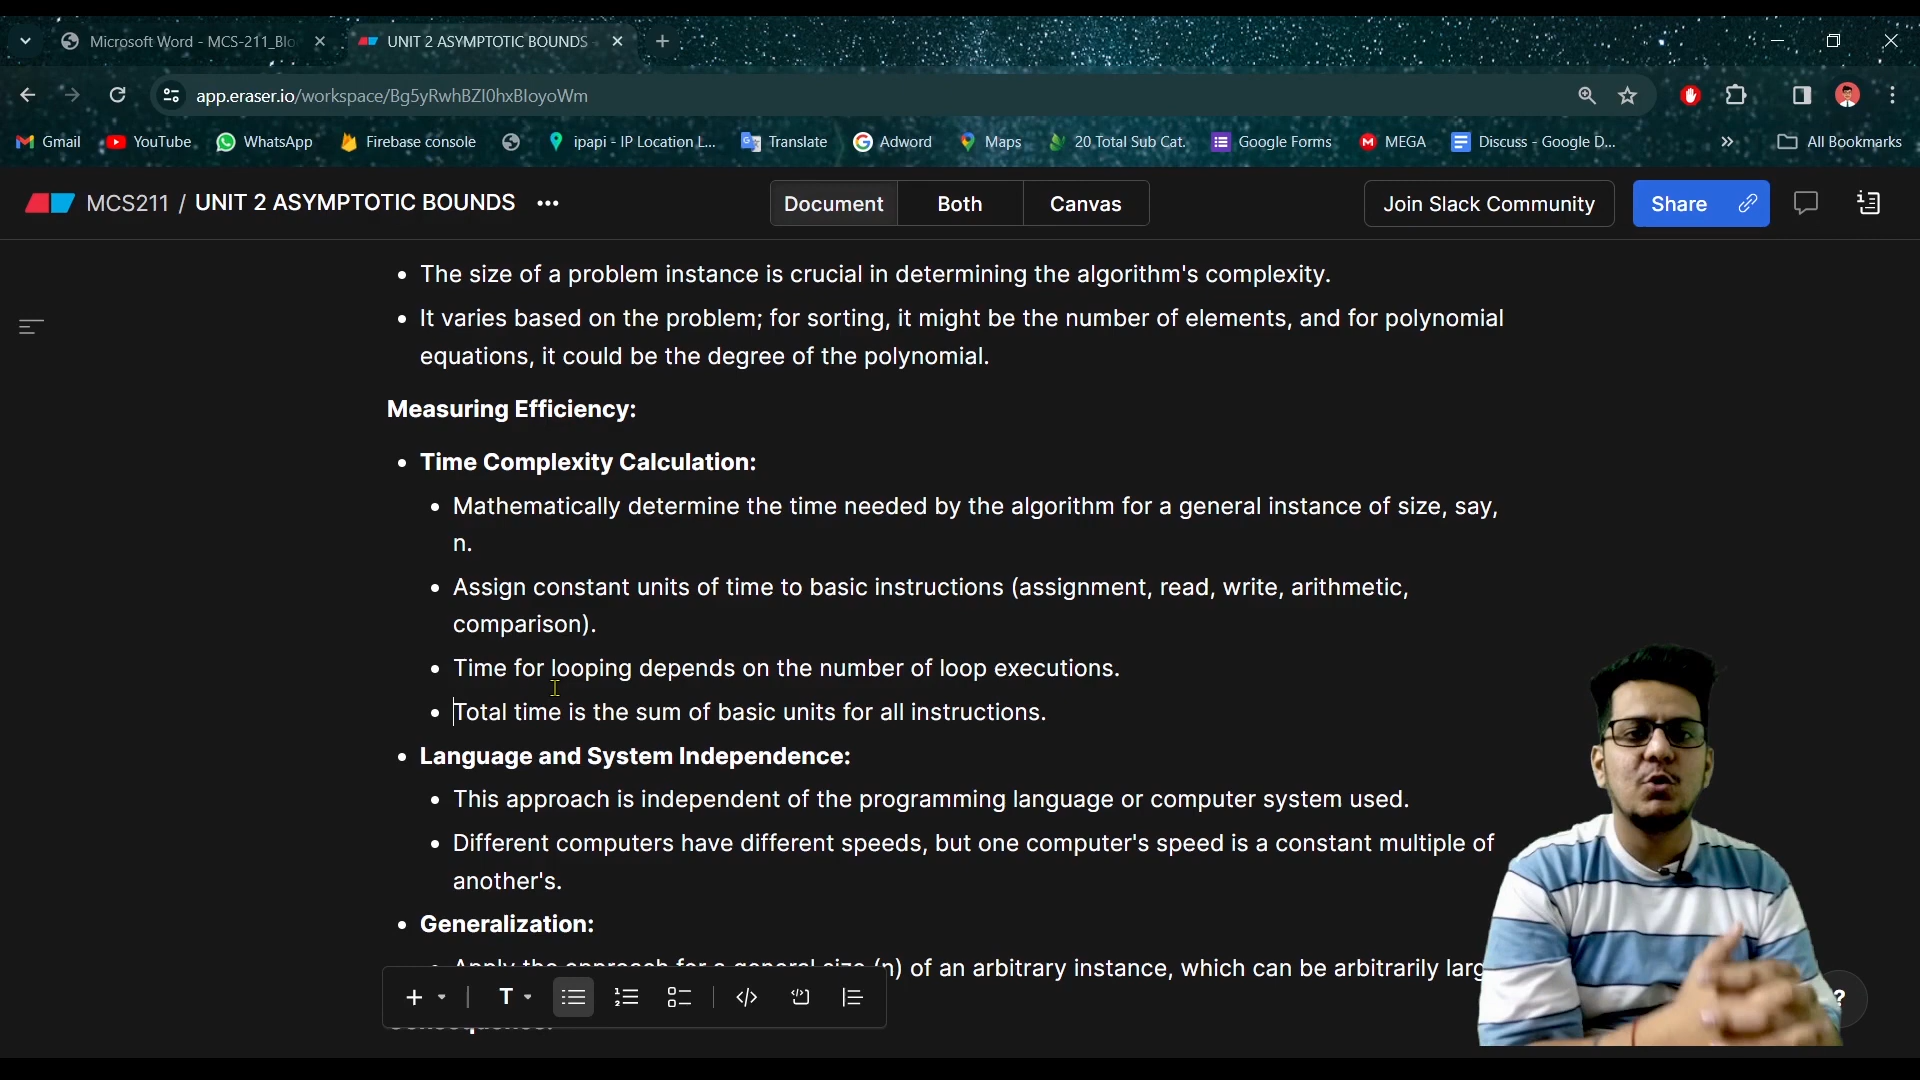 Microsoft Word - MCS-211_Blo
UNIT 2 ASYMPTOTIC BOUNDS
app.eraser.io/workspace/Bg5yRwhBZI0hxBIoyoWm
Gmail
YouTube
WhatsApp
Firebase console
ipapi - IP Location L...
Translate
Adword
Maps
20 Total Sub Cat.
Google Forms
MEGA
Discuss - Google D...
All Bookmarks
MCS211 / UNIT 2 ASYMPTOTIC BOUNDS
Document
Both
Canvas
Join Slack Community
Share
• The size of a problem instance is crucial in determining the algorithm's complexity.
• It varies based on the problem; for sorting, it might be the number of elements, and for polynomial
equations, it could be the degree of the polynomial.
Measuring Efficiency:
• Time Complexity Calculation:
• Mathematically determine the time needed by the algorithm for a general instance of size, say,
n.
• Assign constant units of time to basic instructions (assignment, read, write, arithmetic,
comparison).
• Time for looping depends on the number of loop executions.
• Total time is the sum of basic units for all instructions.
• Language and System Independence:
• This approach is independent of the programming language or computer system used.
• Different computers have different speeds, but one computer's speed is a constant multiple of
another's.
• Generalization:
• Apply the approach for a general size (n) of an arbitrary instance, which can be arbitrarily larg
T
?